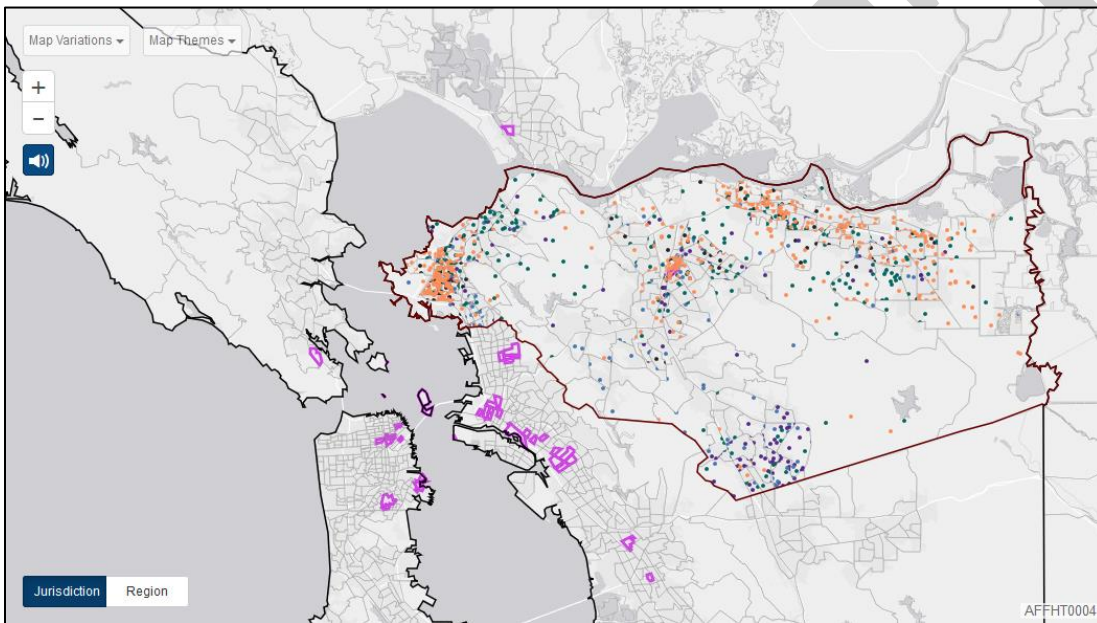 Map Variations Map Themes
+
−
Jurisdiction Region
AFFHT0004